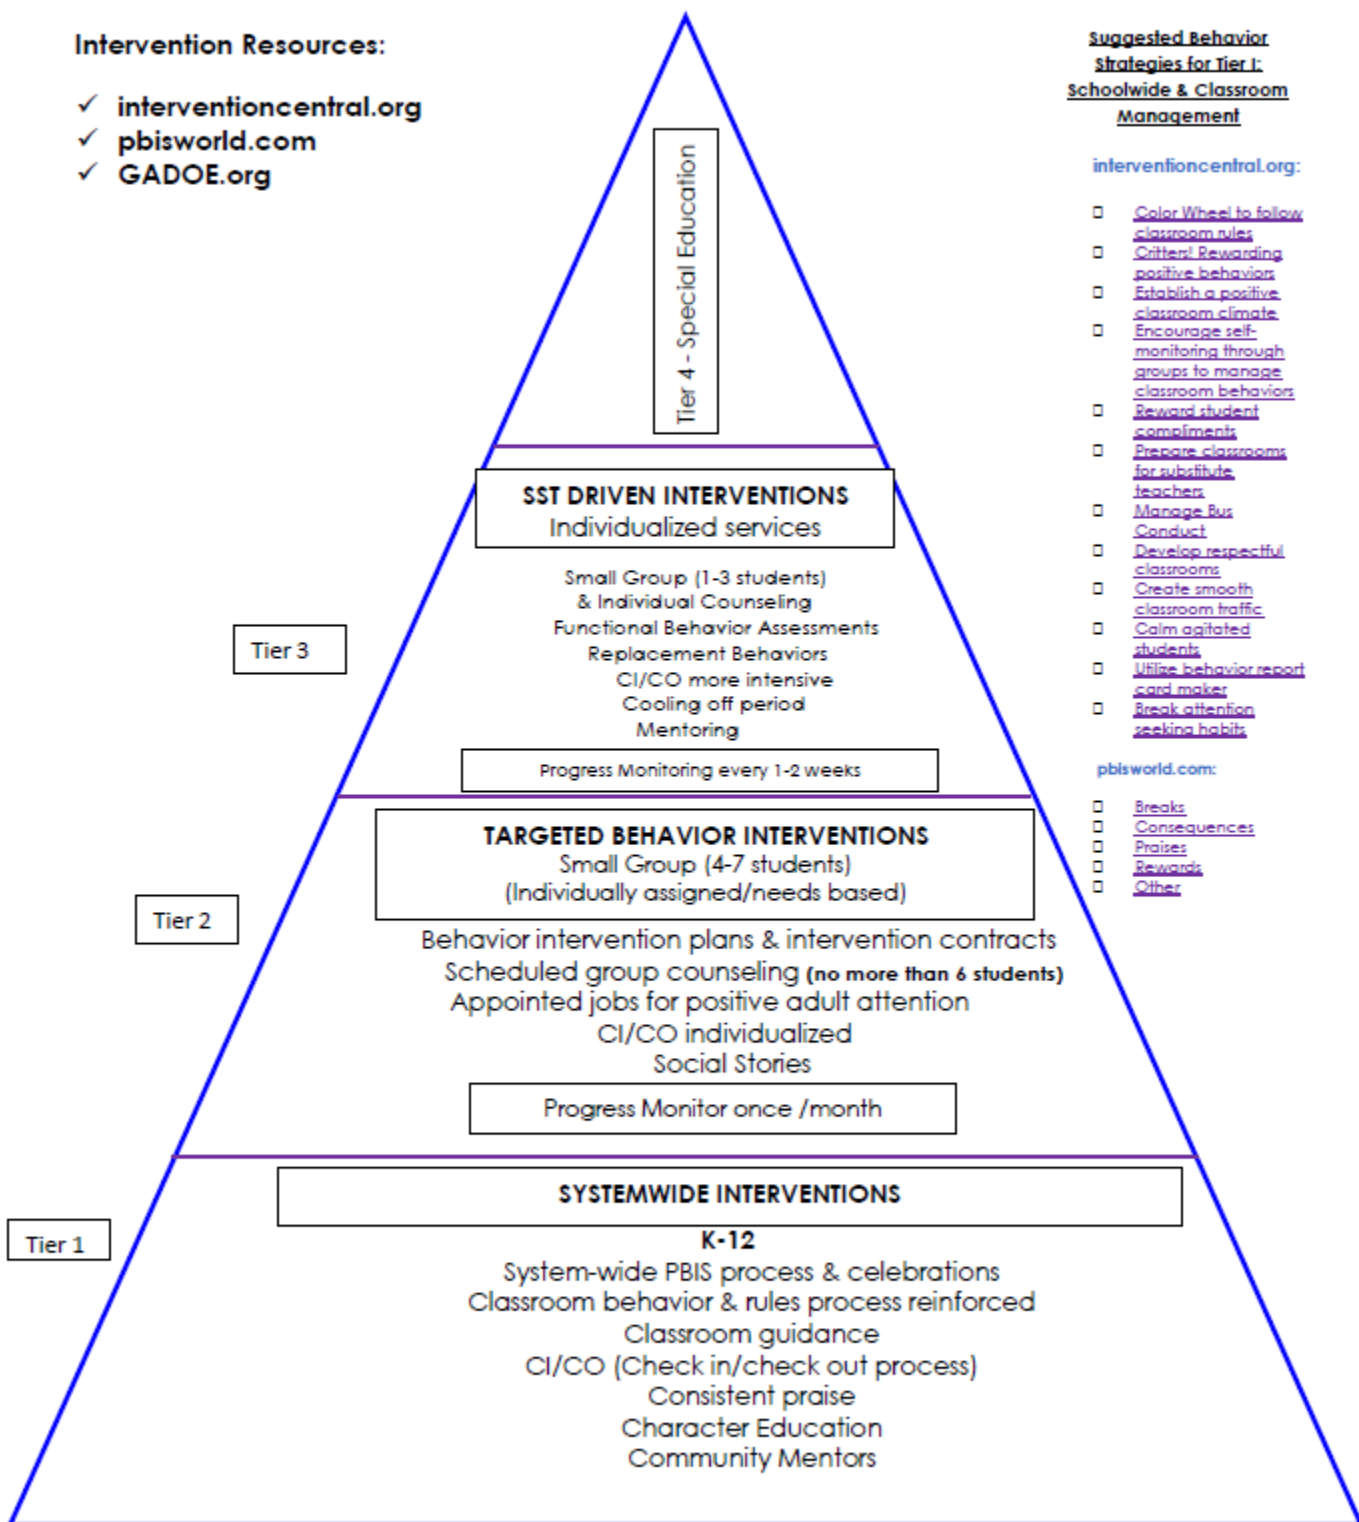 Intervention Resources:
✓ interventioncentral.org
✓ pbisworld.com
✓ GADOE.org
Suggested Behavior
Strategies for Tier I:
Schoolwide & Classroom
Management
interventioncentral.org:
Color Wheel to follow
classroom rules
Critters! Rewarding
positive behaviors
Establish a positive
classroom climate
Encourage self-
monitoring through
groups to manage
classroom behaviors
Reward student
compliments
Prepare classrooms
for substitute
teachers
Manage Bus
Conduct
Develop respectful
classrooms
Create smooth
classroom traffic
Calm agitated
students
Utilize behavior report
card maker
Break attention
seeking habits
pbisworld.com:
Breaks
Consequences
Praises
Rewards
Other
Tier 4 - Special Education
SST DRIVEN INTERVENTIONS
Individualized services
Small Group (1-3 students)
& Individual Counseling
Functional Behavior Assessments
Replacement Behaviors
CI/CO more intensive
Cooling off period
Mentoring
Tier 3
Progress Monitoring every 1-2 weeks
TARGETED BEHAVIOR INTERVENTIONS
Small Group (4-7 students)
(Individually assigned/needs based)
Tier 2
Behavior intervention plans & intervention contracts
Scheduled group counseling (no more than 6 students)
Appointed jobs for positive adult attention
CI/CO individualized
Social Stories
Progress Monitor once /month
SYSTEMWIDE INTERVENTIONS
Tier 1
K-12
System-wide PBIS process & celebrations
Classroom behavior & rules process reinforced
Classroom guidance
CI/CO (Check in/check out process)
Consistent praise
Character Education
Community Mentors